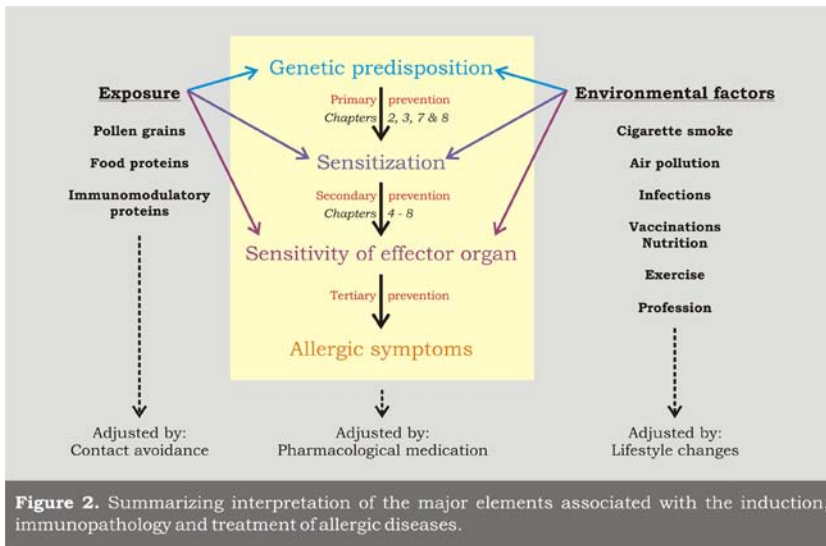 Genetic predisposition
Exposure
Environmental factors
Primary prevention
Chapters 2, 3, 7 & 8
Pollen grains
Cigarette smoke
Food proteins
Sensitization
Air pollution
Immunomodulatory
proteins
Secondary prevention
Chapters 4 - 8
Infections
Vaccinations
Nutrition
Sensitivity of effector organ
Exercise
Tertiary prevention
Profession
Allergic symptoms
Adjusted by:
Contact avoidance
Adjusted by:
Pharmacological medication
Adjusted by:
Lifestyle changes
Figure 2. Summarizing interpretation of the major elements associated with the induction,
immunopathology and treatment of allergic diseases.